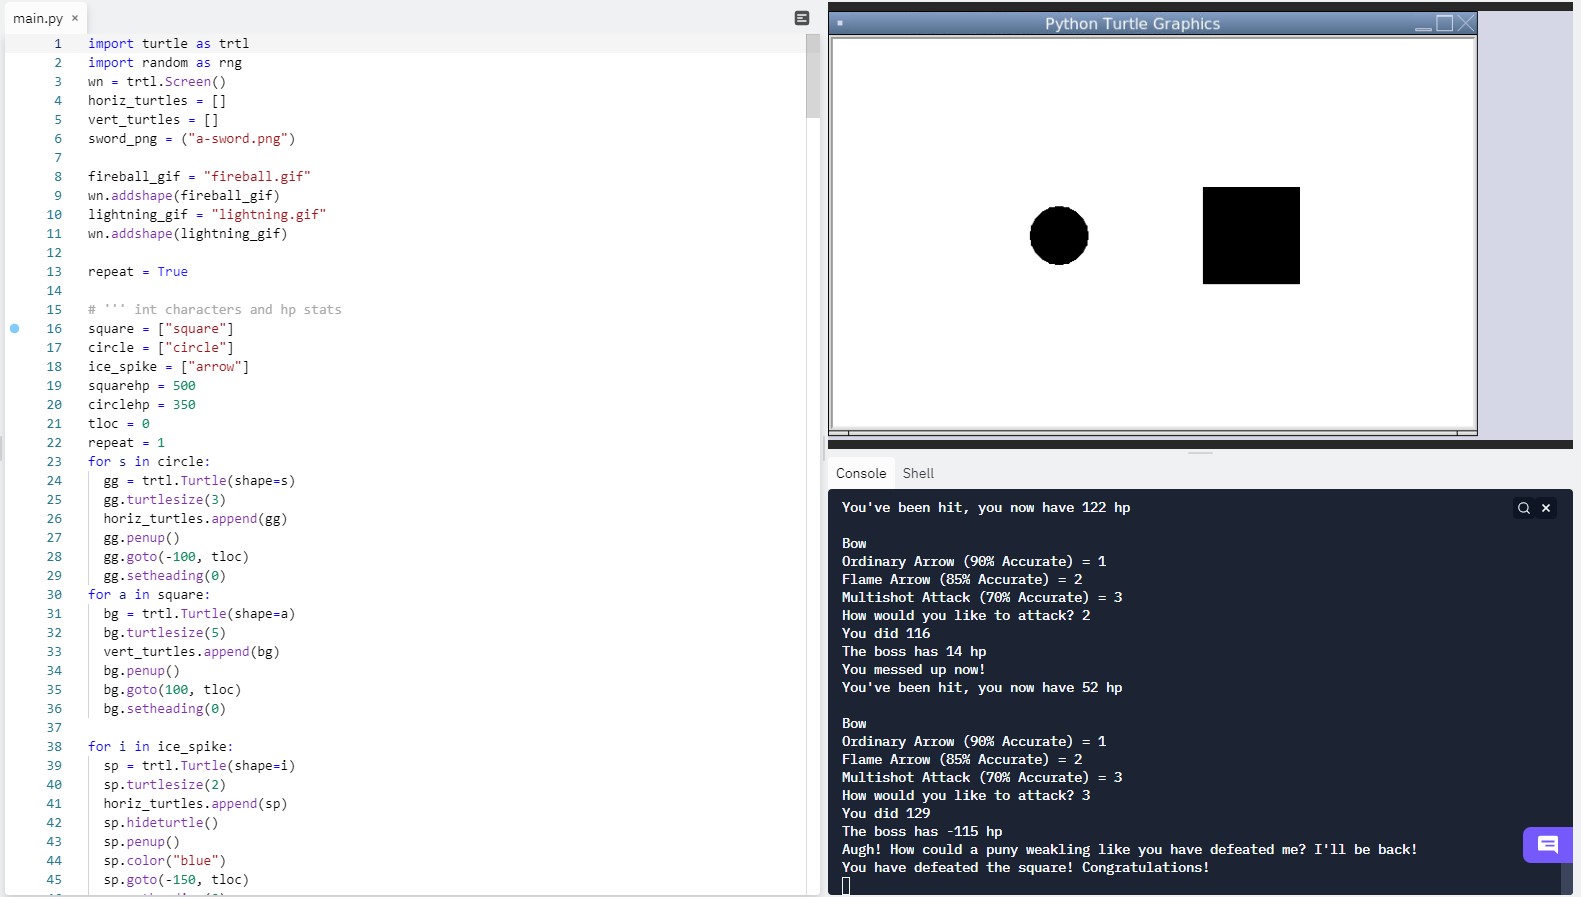 main.py ×
1 import turtle as trtl
2 import random as rng
3 wn = trtl.Screen()
4 horiz_turtles = []
5 vert_turtles = []
6 sword_png = ("a-sword.png")
7
8 fireball_gif = "fireball.gif"
9 wn.addshape(fireball_gif)
10 lightning_gif = "lightning.gif"
11 wn.addshape(lightning_gif)
12
13 repeat = True
14
15 # ''' int characters and hp stats
16 square = ["square"]
17 circle = ["circle"]
18 ice_spike = ["arrow"]
19 squarehp = 500
20 circlehp = 350
21 tloc = 0
22 repeat = 1
23 for s in circle:
24   gg = trtl.Turtle(shape=s)
25   gg.turtlesize(3)
26   horiz_turtles.append(gg)
27   gg.penup()
28   gg.goto(-100, tloc)
29   gg.setheading(0)
30 for a in square:
31   bg = trtl.Turtle(shape=a)
32   bg.turtlesize(5)
33   vert_turtles.append(bg)
34   bg.penup()
35   bg.goto(100, tloc)
36   bg.setheading(0)
37
38 for i in ice_spike:
39   sp = trtl.Turtle(shape=i)
40   sp.turtlesize(2)
41   horiz_turtles.append(sp)
42   sp.hideturtle()
43   sp.penup()
44   sp.color("blue")
45   sp.goto(-150, tloc)
Python Turtle Graphics
Console Shell
You've been hit, you now have 122 hp
Bow
Ordinary Arrow (90% Accurate) = 1
Flame Arrow (85% Accurate) = 2
Multishot Attack (70% Accurate) = 3
How would you like to attack? 2
You did 116
The boss has 14 hp
You messed up now!
You've been hit, you now have 52 hp
Bow
Ordinary Arrow (90% Accurate) = 1
Flame Arrow (85% Accurate) = 2
Multishot Attack (70% Accurate) = 3
How would you like to attack? 3
You did 129
The boss has -115 hp
Augh! How could a puny weakling like you have defeated me? I'll be back!
You have defeated the square! Congratulations!